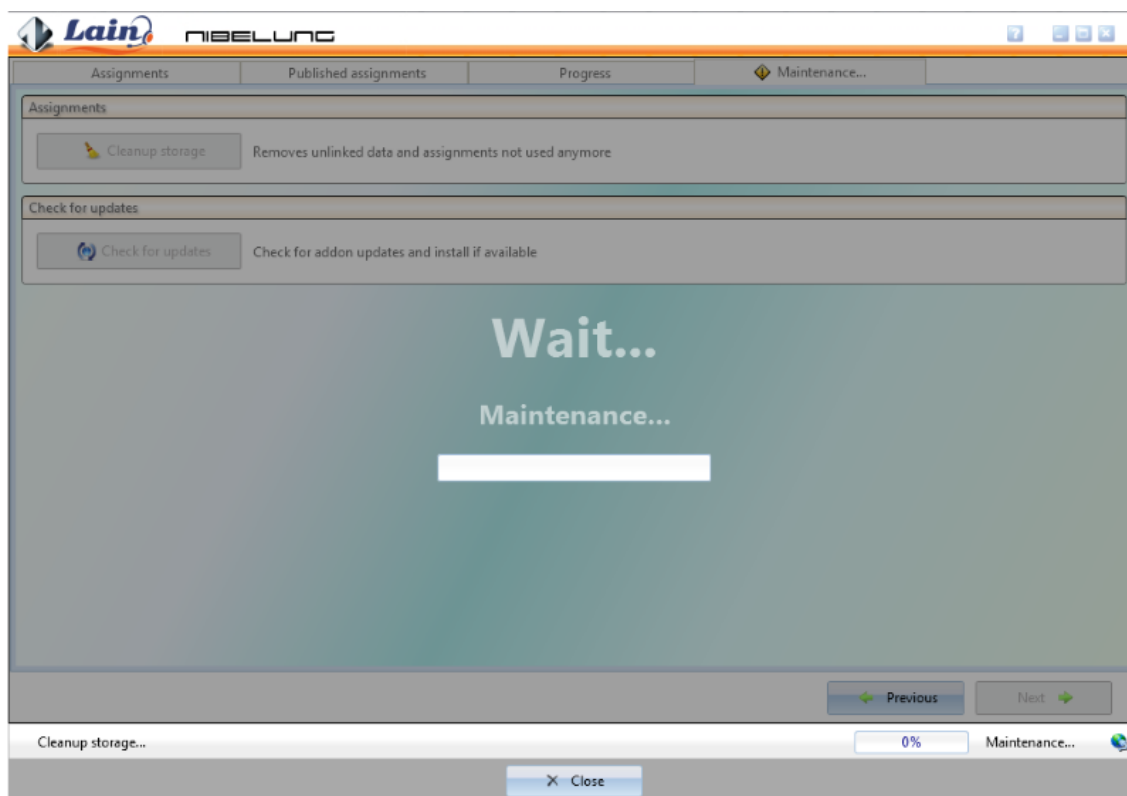 Lain NIBELUNG
Assignments Published assignments Progress Maintenance...
Assignments
Cleanup storage Removes unlinked data and assignments not used anymore
Check for updates
Check for updates Check for addon updates and install if available
Wait...
Maintenance...
Previous Next
Cleanup storage... 0% Maintenance...
Close